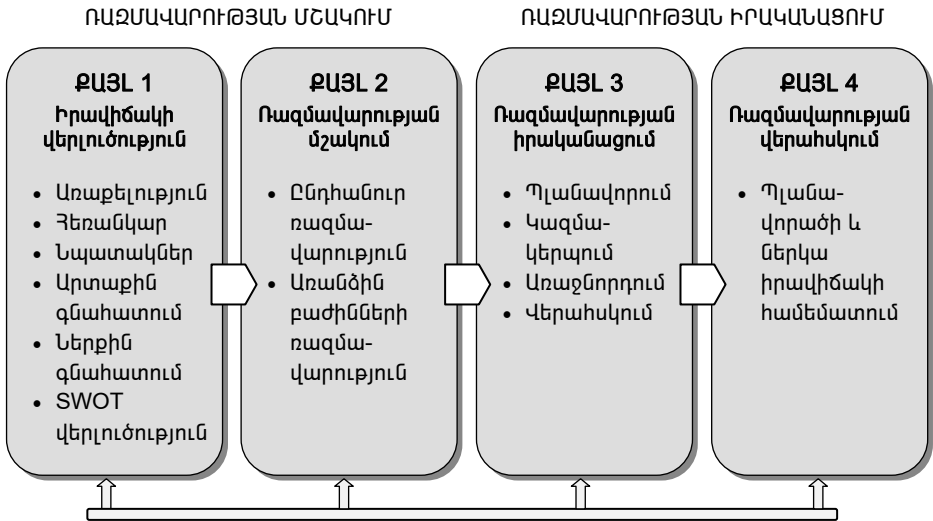 ՌԱԶՄԱՎԱՐՈՒԹՅԱՆ ՄՇԱԿՈՒՄ
ՌԱԶՄԱՎԱՐՈՒԹՅԱՆ ԻՐԱԿԱՆԱՑՈՒՄ
ՔԱՅԼ 1
Իրավիճակի
վերլուծություն
• Առաքելություն
• Հեռանկար
• Նպատակներ
• Արտաքին
գնահատում
• Ներքին
գնահատում
• SWOT
վերլուծություն
ՔԱՅԼ 2
Ռազմավարության
մշակում
• Ընդհանուր
ռազմա-
վարություն
• Առանձին
բաժինների
ռազմա-
վարություն
ՔԱՅԼ 3
Ռազմավարության
իրականացում
• Պլանավորում
• Կազմա-
կերպում
• Առաջնորդում
• Վերահսկում
ՔԱՅԼ 4
Ռազմավարության
վերահսկում
• Պլանա-
վորածի և
ներկա
իրավիճակի
համեմատում